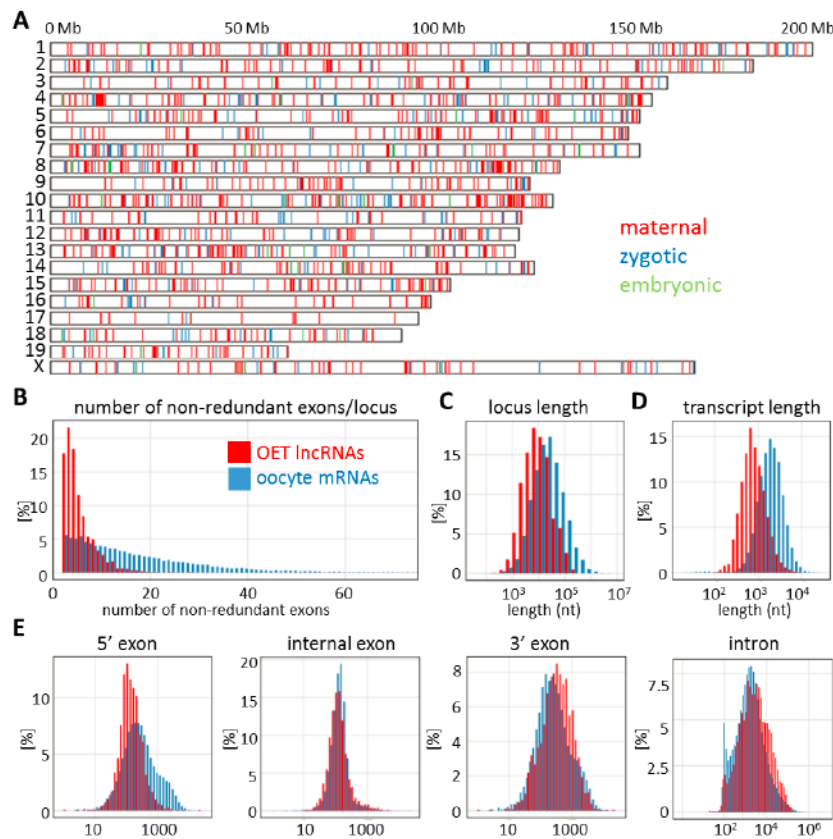 A
0 Mb 50 Mb 100 Mb 150 Mb 200 Mb
1
2
3
4
5
6
7
8
9
10
11
12
13
14
15
16
17
18
19
X
maternal
zygotic
embryonic
B
number of non-redundant exons/locus
20
15
10
5
0
[%]
OET lncRNAs
oocyte mRNAs
0 20 40 60
number of non-redundant exons
C
locus length
15
10
5
0
[%]
10³ 10⁵ 10⁷
length (nt)
D
transcript length
15
10
5
0
[%]
10² 10³ 10⁴
length (nt)
E
5’ exon
10
5
0
[%]
10 1000
internal exon
20
15
10
5
0
[%]
10 1000
3’ exon
8
6
4
2
0
[%]
10 1000
intron
7.5
5
2.5
0
[%]
10² 10⁴ 10⁶